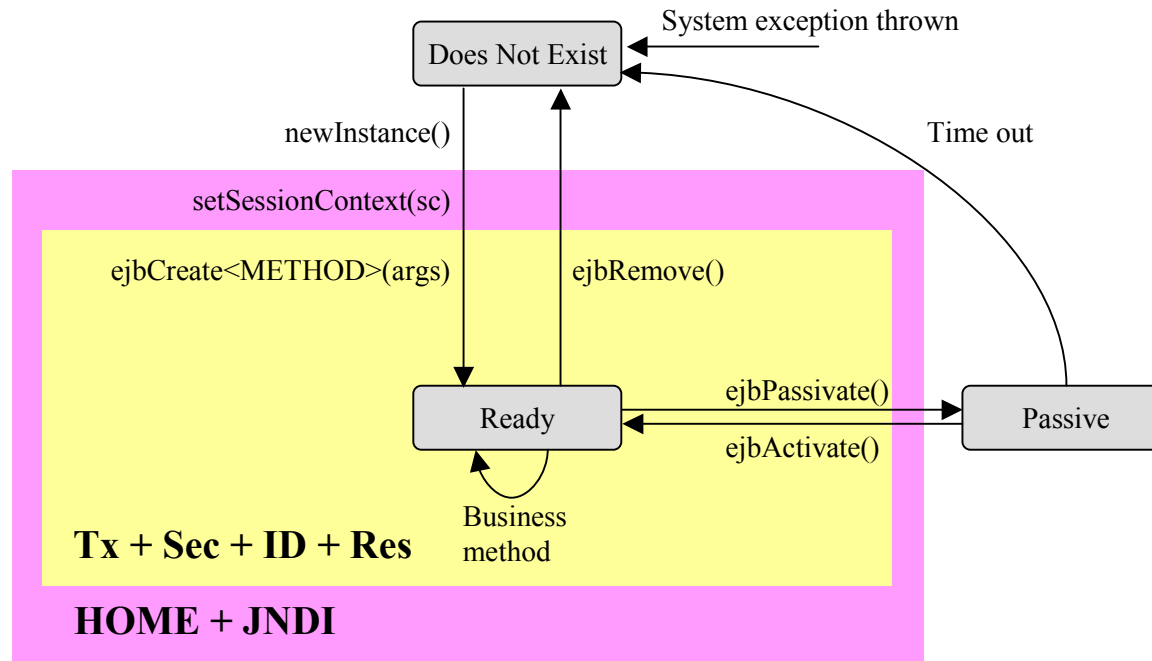 System exception thrown
Does Not Exist
newInstance()
Time out
setSessionContext(sc)
ejbCreate<METHOD>(args)
ejbRemove()
ejbPassivate()
Ready
Passive
ejbActivate()
Business
method
Tx + Sec + ID + Res
HOME + JNDI